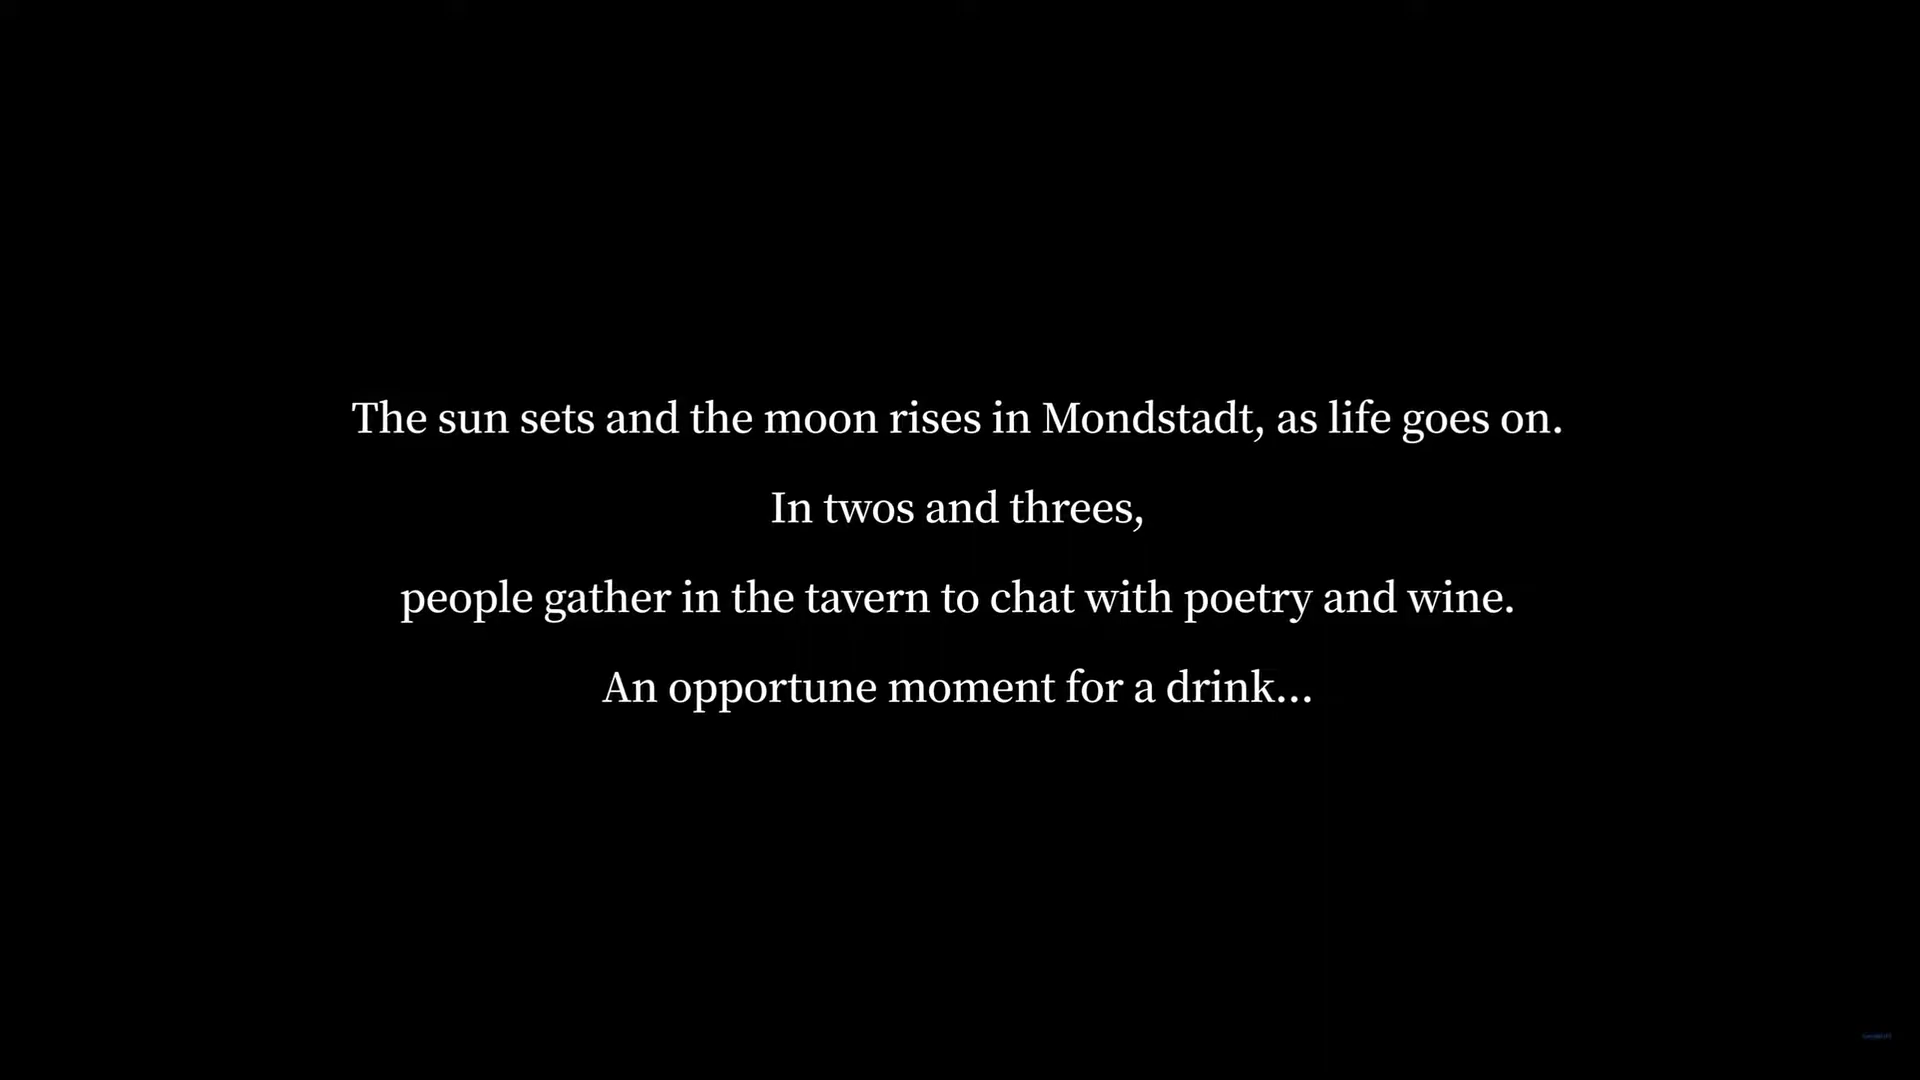 The sun sets and the moon rises in Mondstadt, as life goes on.
In twos and threes,
people gather in the tavern to chat with poetry and wine.
An opportune moment for a drink...